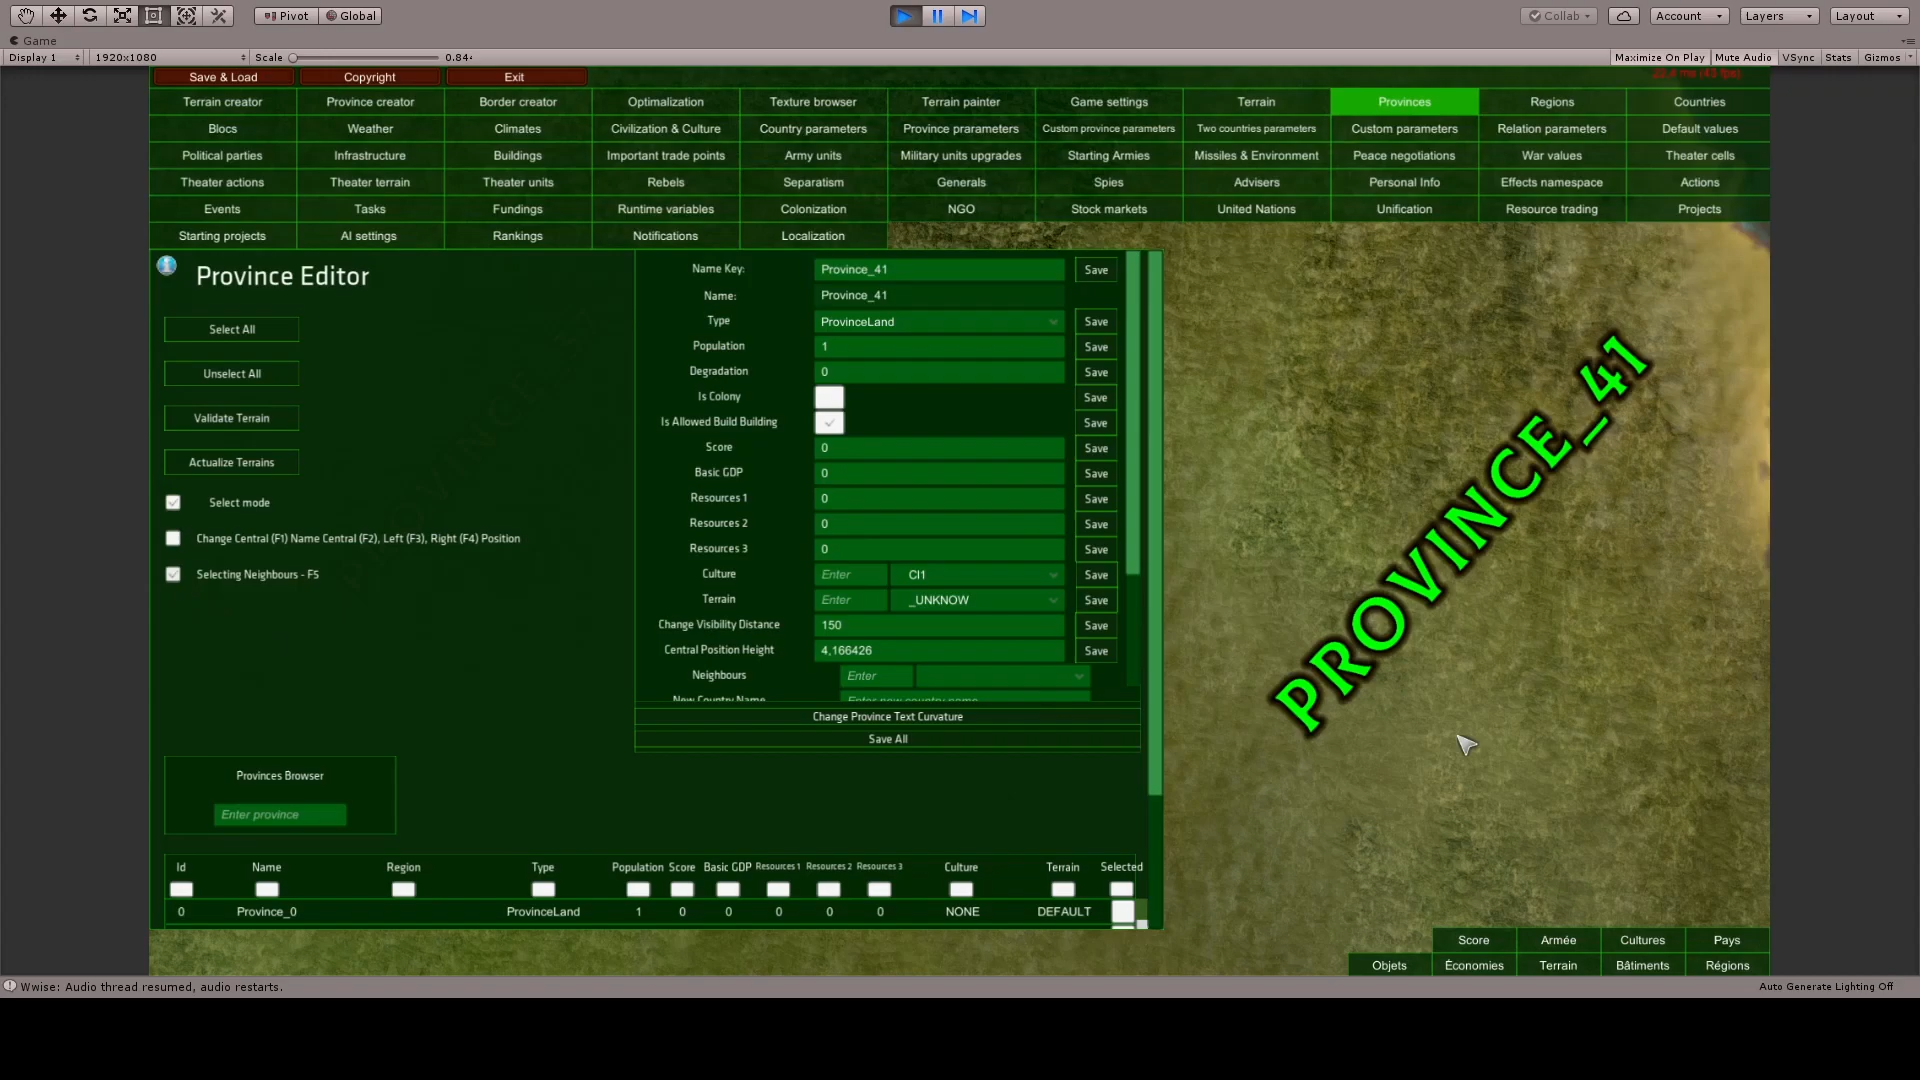 Pivot Global Collab Account Layers Layout
Game
Display 1 1920x1080 Scale 0.84 Maximize On Play Mute Audio VSync Stats Gizmos
Save & Load Copyright Exit
Terrain creator Province creator Border creator Optimalization Texture browser Terrain painter Game settings Terrain Provinces Regions Countries
Blocs Weather Climates Civilization & Culture Country parameters Province prarameters Custom province parameters Two countries parameters Custom parameters Relation parameters Default values
Political parties Infrastructure Buildings Important trade points Army units Military units upgrades Starting Armies Missiles & Environment Peace negotiations War values Theater cells
Theater actions Theater terrain Theater units Rebels Separatism Generals Spies Advisers Personal Info Effects namespace Actions
Events Tasks Fundings Runtime variables Colonization NGO Stock markets United Nations Unification Resource trading Projects
Starting projects AI settings Rankings Notifications Localization
Province Editor
Select All
Unselect All
Validate Terrain
Actualize Terrains
Select mode
Change Central (F1) Name Central (F2), Left (F3), Right (F4) Position
Selecting Neighbours - F5
Name Key: Province_41 Save
Name: Province_41
Type ProvinceLand Save
Population 1 Save
Degradation 0 Save
Is Colony Save
Is Allowed Build Building Save
Score 0 Save
Basic GDP 0 Save
Resources 1 0 Save
Resources 2 0 Save
Resources 3 0 Save
Culture Enter Cl1 Save
Terrain Enter _UNKNOW Save
Change Visibility Distance 150 Save
Central Position Height 4,166426 Save
Neighbours Enter
New Country Name Enter new country name
Change Province Text Curvature
Save All
PROVINCE_41
Provinces Browser
Enter province
Id Name Region Type Population Score Basic GDP Resources 1 Resources 2 Resources 3 Culture Terrain Selected
0 Province_0 ProvinceLand 1 0 0 0 0 0 NONE DEFAULT
Score Armée Cultures Pays
Objets Économies Terrain Bâtiments Régions
Wwise: Audio thread resumed, audio restarts. Auto Generate Lighting Off